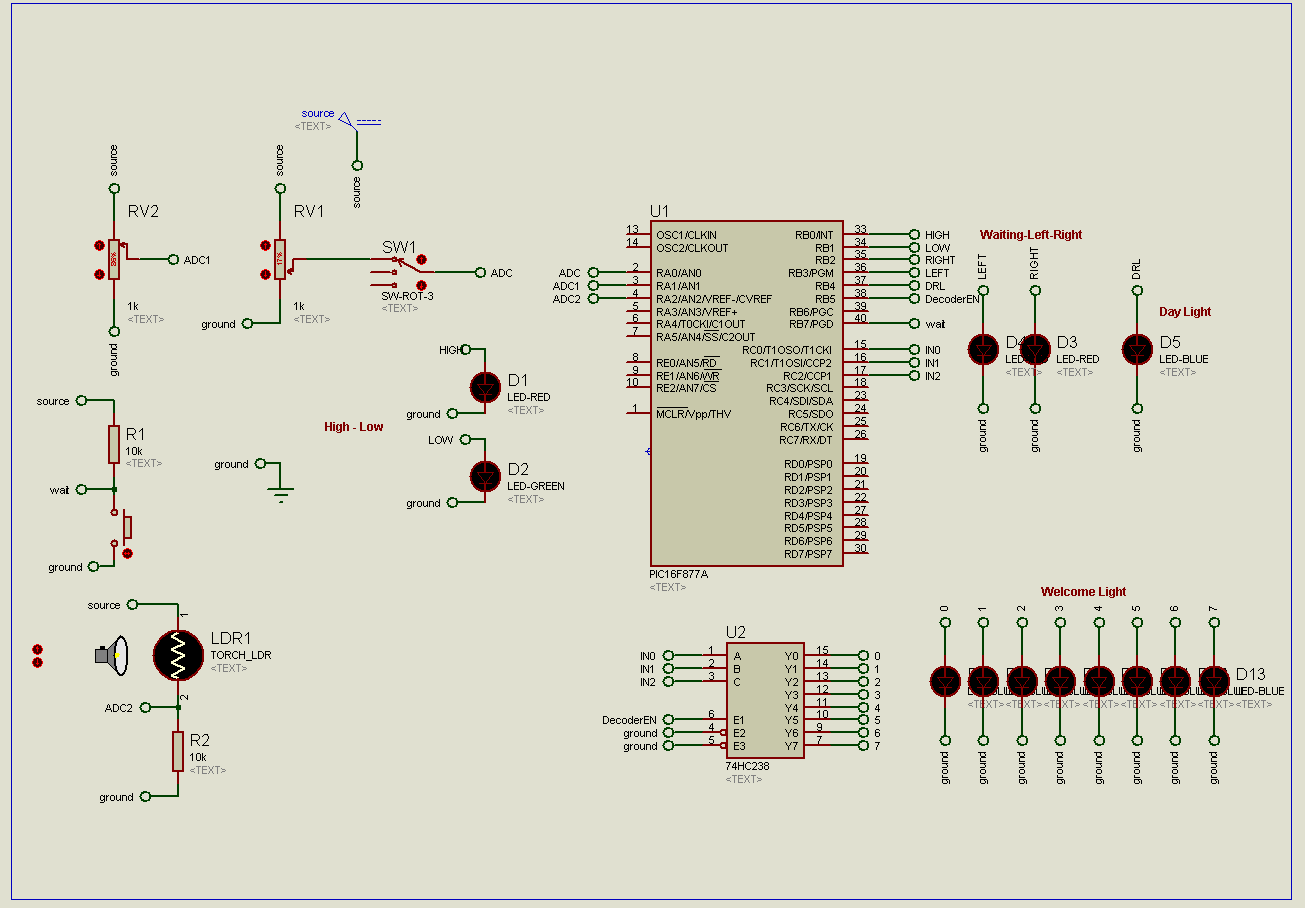 source
<TEXT>
source
source
source
RV2
1k
<TEXT>
ADC1
ground
RV1
1k
<TEXT>
ground
SW1
SW-ROT-3
<TEXT>
ADC
HIGH
D1
LED-RED
<TEXT>
ground
High - Low
LOW
D2
LED-GREEN
<TEXT>
ground
source
R1
10k
<TEXT>
wait
ground
ground
source
1
LDR1
TORCH_LDR
<TEXT>
2
ADC2
R2
10k
<TEXT>
ground
U1
13 OSC1/CLKIN
14 OSC2/CLKOUT
ADC 2 RA0/AN0
ADC1 3 RA1/AN1
ADC2 4 RA2/AN2/VREF-/CVREF
5 RA3/AN3/VREF+
6 RA4/T0CKI/C1OUT
7 RA5/AN4/SS/C2OUT
8 RE0/AN5/RD
9 RE1/AN6/WR
10 RE2/AN7/CS
1 MCLR/Vpp/THV
RB0/INT 33 HIGH
RB1 34 LOW
RB2 35 RIGHT
RB3/PGM 36 LEFT
RB4 37 DRL
RB5 38 DecoderEN
RB6/PGC 39
RB7/PGD 40 wait
RC0/T1OSO/T1CKI 15 IN0
RC1/T1OSI/CCP2 16 IN1
RC2/CCP1 17 IN2
RC3/SCK/SCL 18
RC4/SDI/SDA 23
RC5/SDO 24
RC6/TX/CK 25
RC7/RX/DT 26
RD0/PSP0 19
RD1/PSP1 20
RD2/PSP2 21
RD3/PSP3 22
RD4/PSP4 27
RD5/PSP5 28
RD6/PSP6 29
RD7/PSP7 30
PIC16F877A
<TEXT>
Waiting-Left-Right
LEFT
RIGHT
DRL
Day Light
D4
LED
<TEXT>
D3
LED-RED
<TEXT>
D5
LED-BLUE
<TEXT>
ground
ground
ground
U2
IN0 1 A
IN1 2 B
IN2 3 C
DecoderEN 6 E1
ground 4 E2
ground 5 E3
Y0 15 0
Y1 14 1
Y2 13 2
Y3 12 3
Y4 11 4
Y5 10 5
Y6 9 6
Y7 7 7
74HC238
<TEXT>
Welcome Light
0 1 2 3 4 5 6 7
D13
LED-BLUE
<TEXT> <TEXT> <TEXT> <TEXT> <TEXT> <TEXT> <TEXT> <TEXT>
ground ground ground ground ground ground ground ground